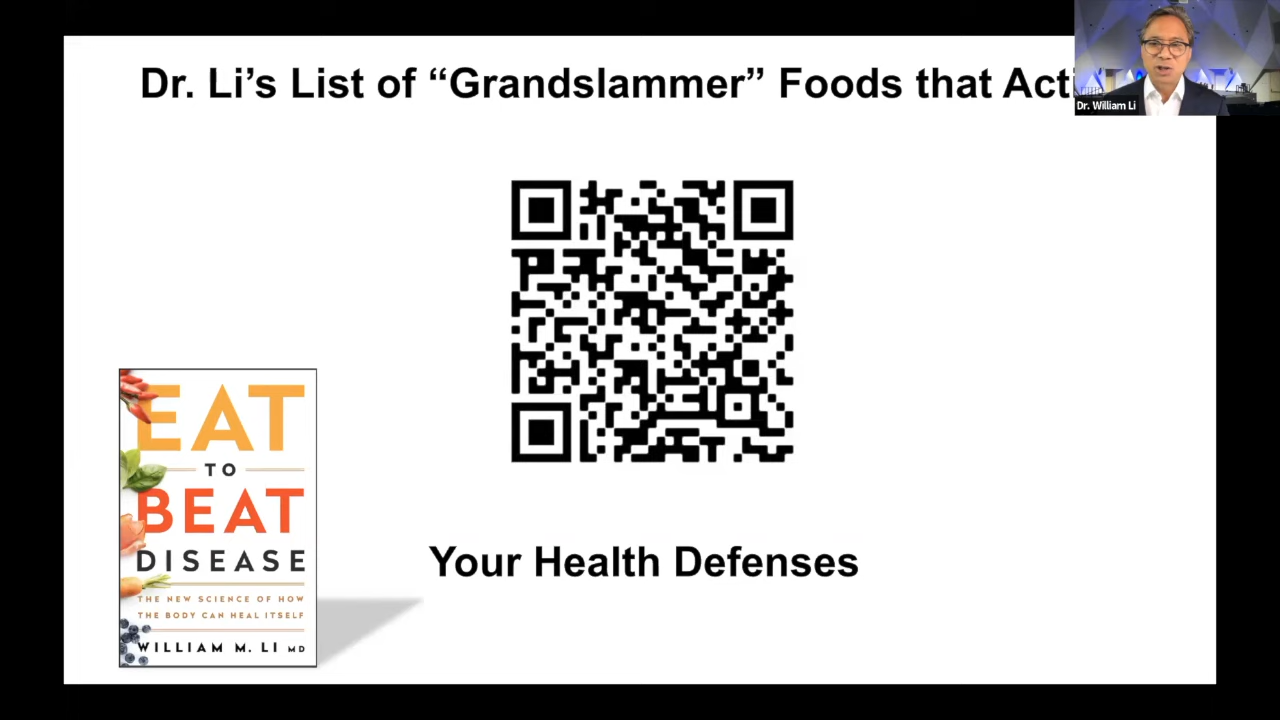 Dr. Li’s List of “Grandslammer” Foods that Acti
Dr. William Li
EAT
TO
BEAT
DISEASE
THE NEW SCIENCE OF HOW
THE BODY CAN HEAL ITSELF
WILLIAM M. LI MD
Your Health Defenses